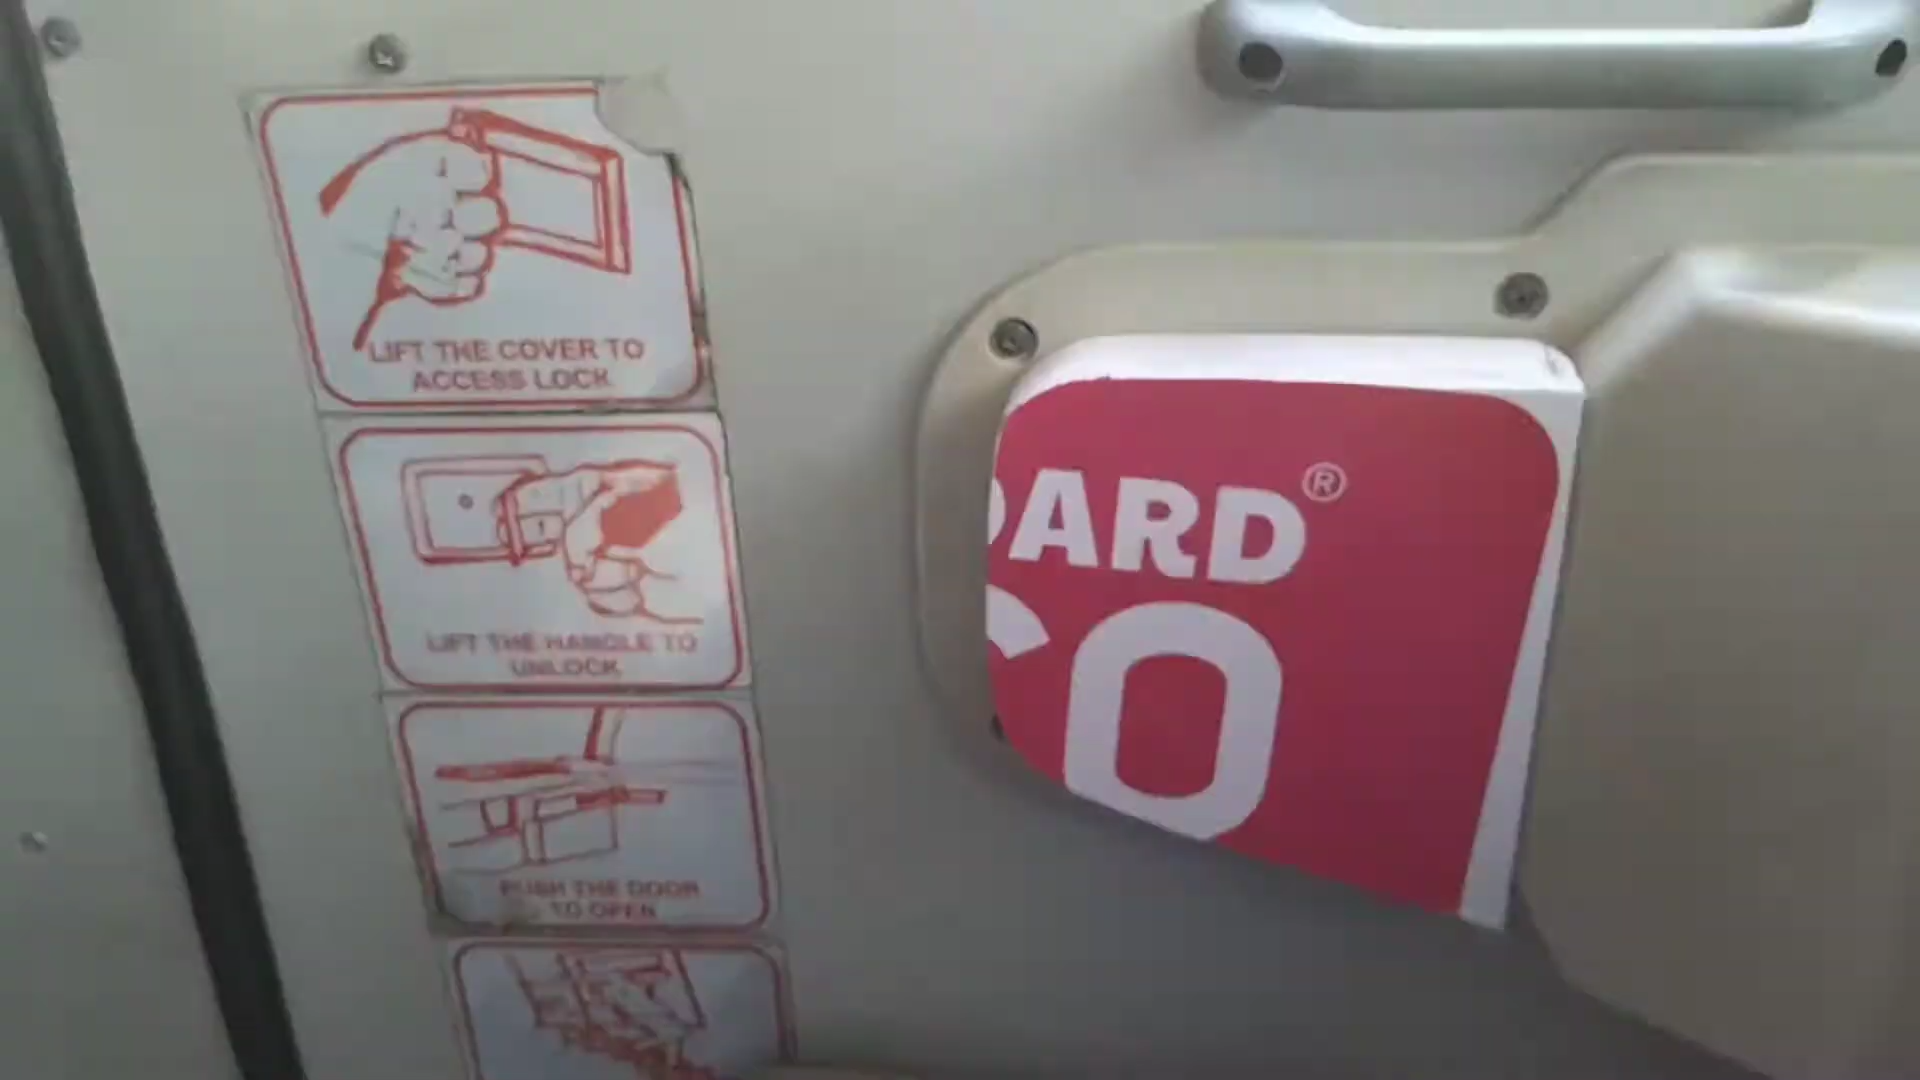 LIFT THE COVER TO
ACCESS LOCK
LIFT THE HANDLE TO
UNLOCK
PUSH THE DOOR
TO OPEN
ARD®
O